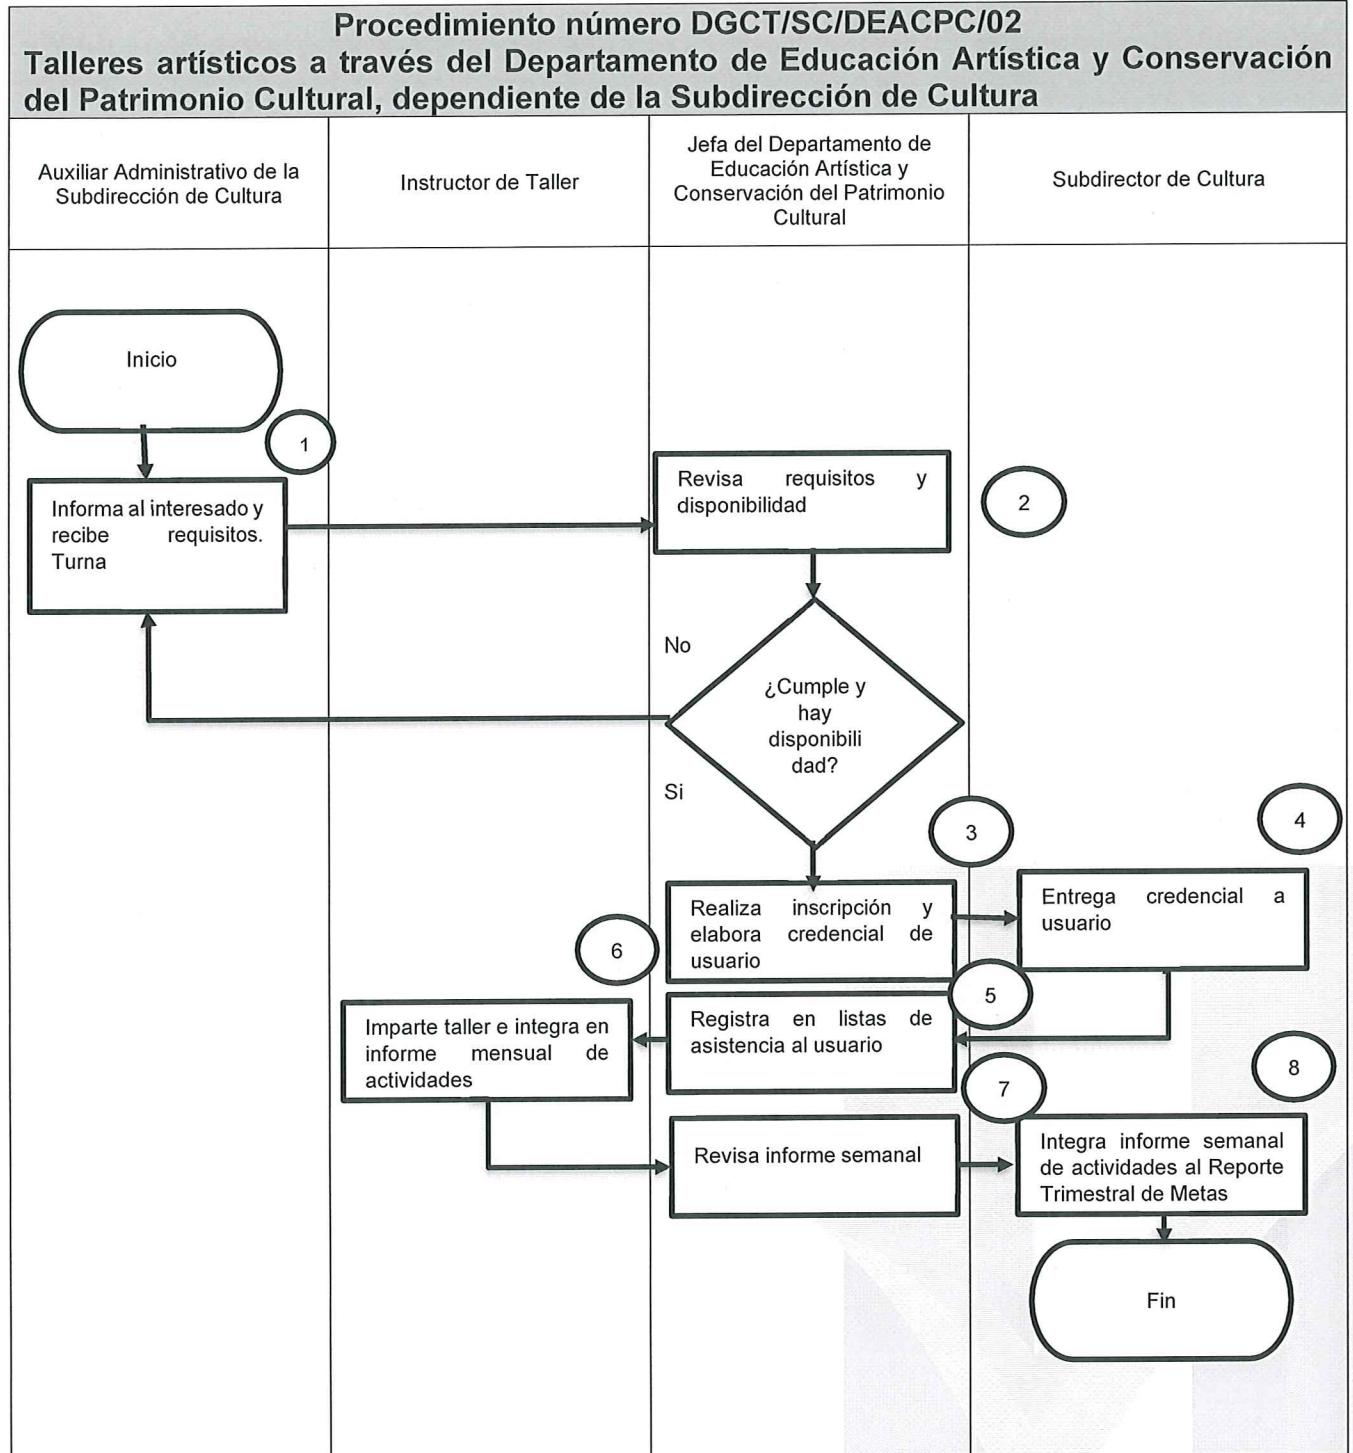 Procedimiento número DGCT/SC/DEACPC/02
Talleres artísticos a través del Departamento de Educación Artística y Conservación
del Patrimonio Cultural, dependiente de la Subdirección de Cultura
Auxiliar Administrativo de la
Subdirección de Cultura
Instructor de Taller
Jefa del Departamento de
Educación Artística y
Conservación del Patrimonio
Cultural
Subdirector de Cultura
Inicio
1
Informa al interesado y
recibe requisitos.
Turna
Revisa requisitos y
disponibilidad
2
No
¿Cumple y
hay
disponibili
dad?
Si
3
4
Realiza inscripción y
elabora credencial de
usuario
Entrega credencial a
usuario
6
5
Imparte taller e integra en
informe mensual de
actividades
Registra en listas de
asistencia al usuario
7
8
Revisa informe semanal
Integra informe semanal
de actividades al Reporte
Trimestral de Metas
Fin